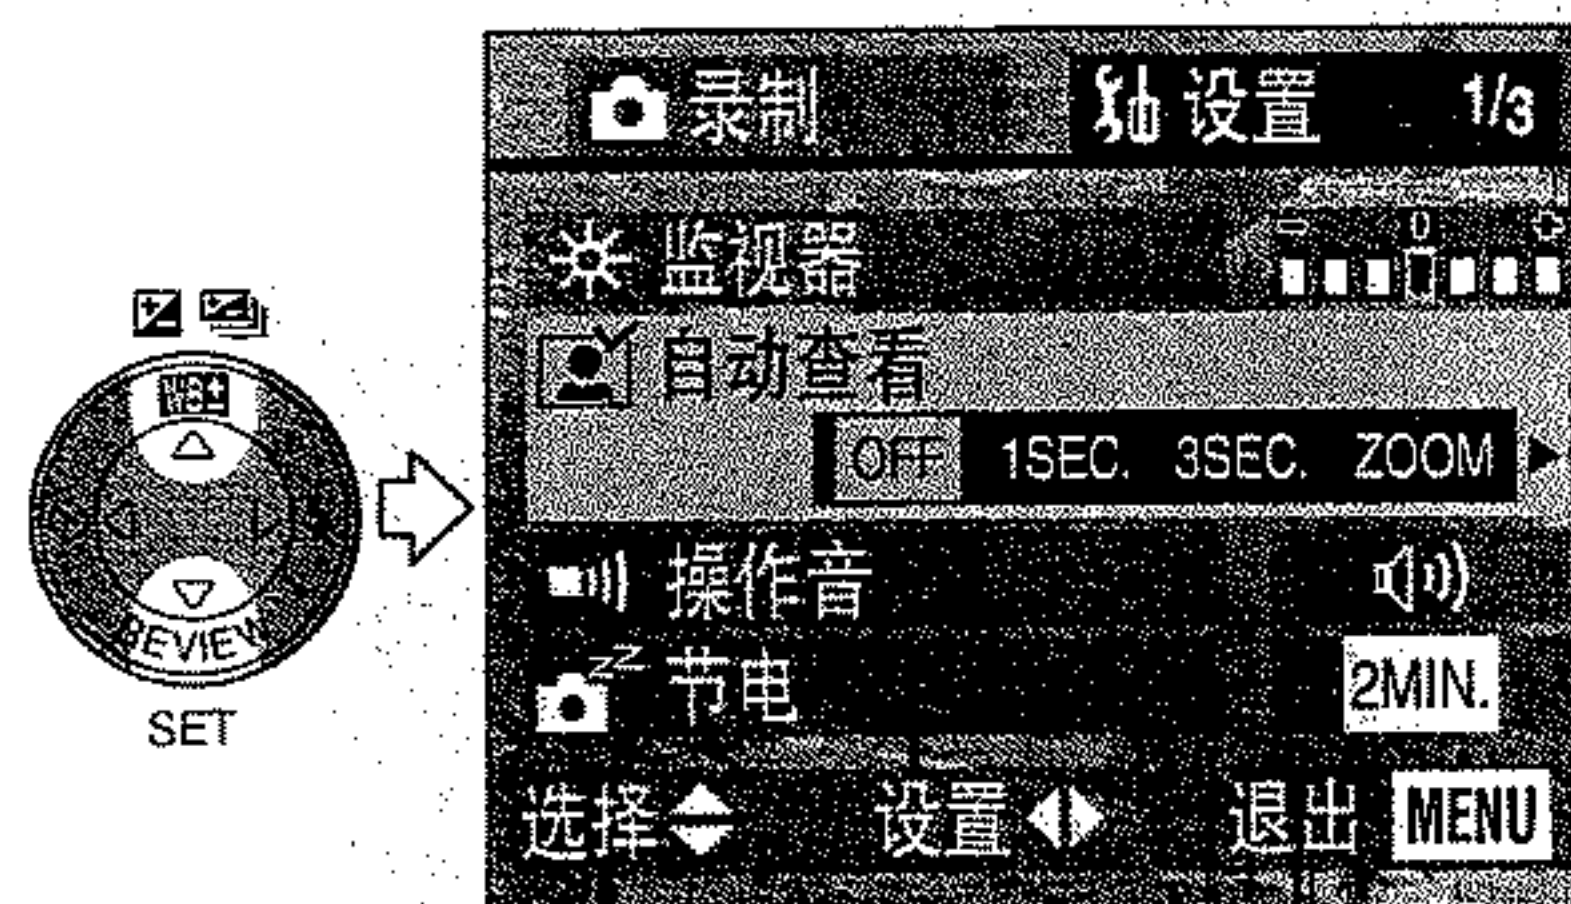 录制 设置 1/3
监视器 - 0 +
自动查看
OFF 1SEC. 3SEC. ZOOM
操作音
节电 2MIN.
选择 设置 退出 MENU
REVIEW
SET